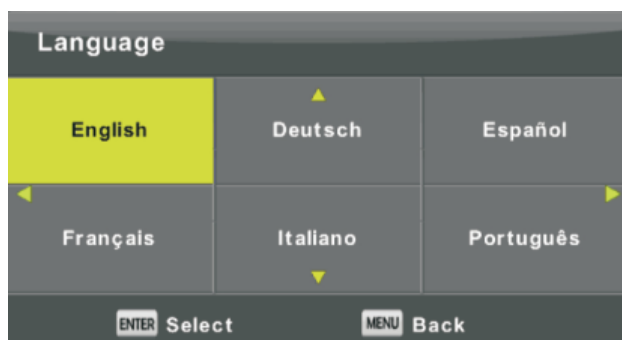 Language
English Deutsch Español
Français Italiano Português
ENTER Select MENU Back